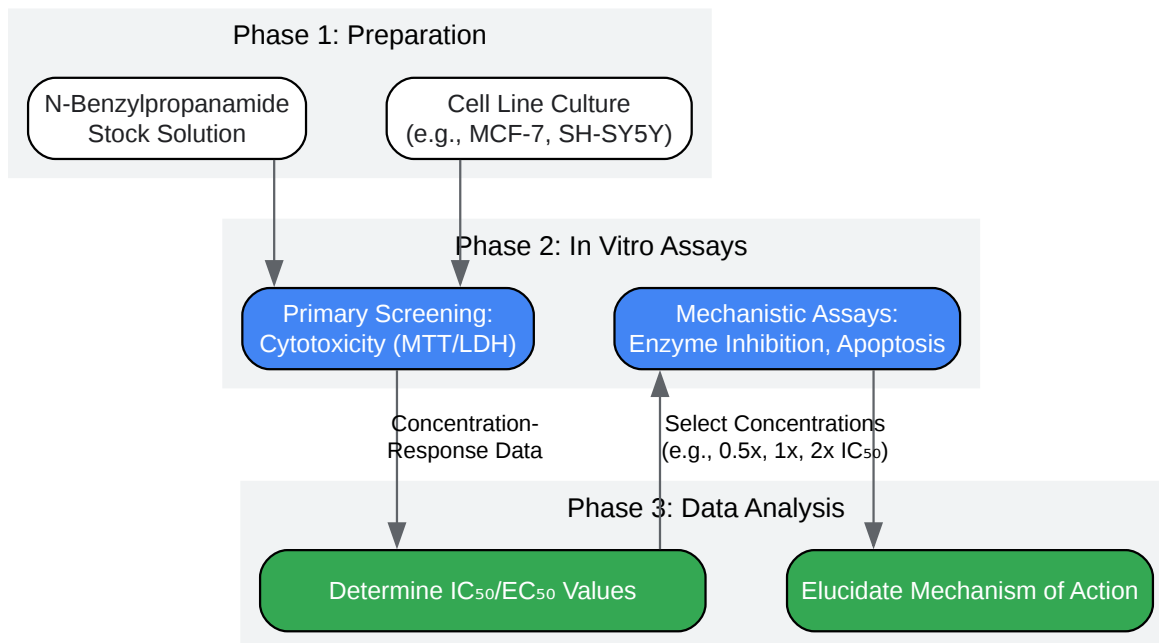 Phase 1: Preparation
N-Benzylpropanamide
Stock Solution
Cell Line Culture
(e.g., MCF-7, SH-SY5Y)
Phase 2: In Vitro Assays
Primary Screening:
Cytotoxicity (MTT/LDH)
Mechanistic Assays:
Enzyme Inhibition, Apoptosis
Concentration-
Response Data
Select Concentrations
(e.g., 0.5x, 1x, 2x IC₅₀)
Phase 3: Data Analysis
Determine IC₅₀/EC₅₀ Values
Elucidate Mechanism of Action